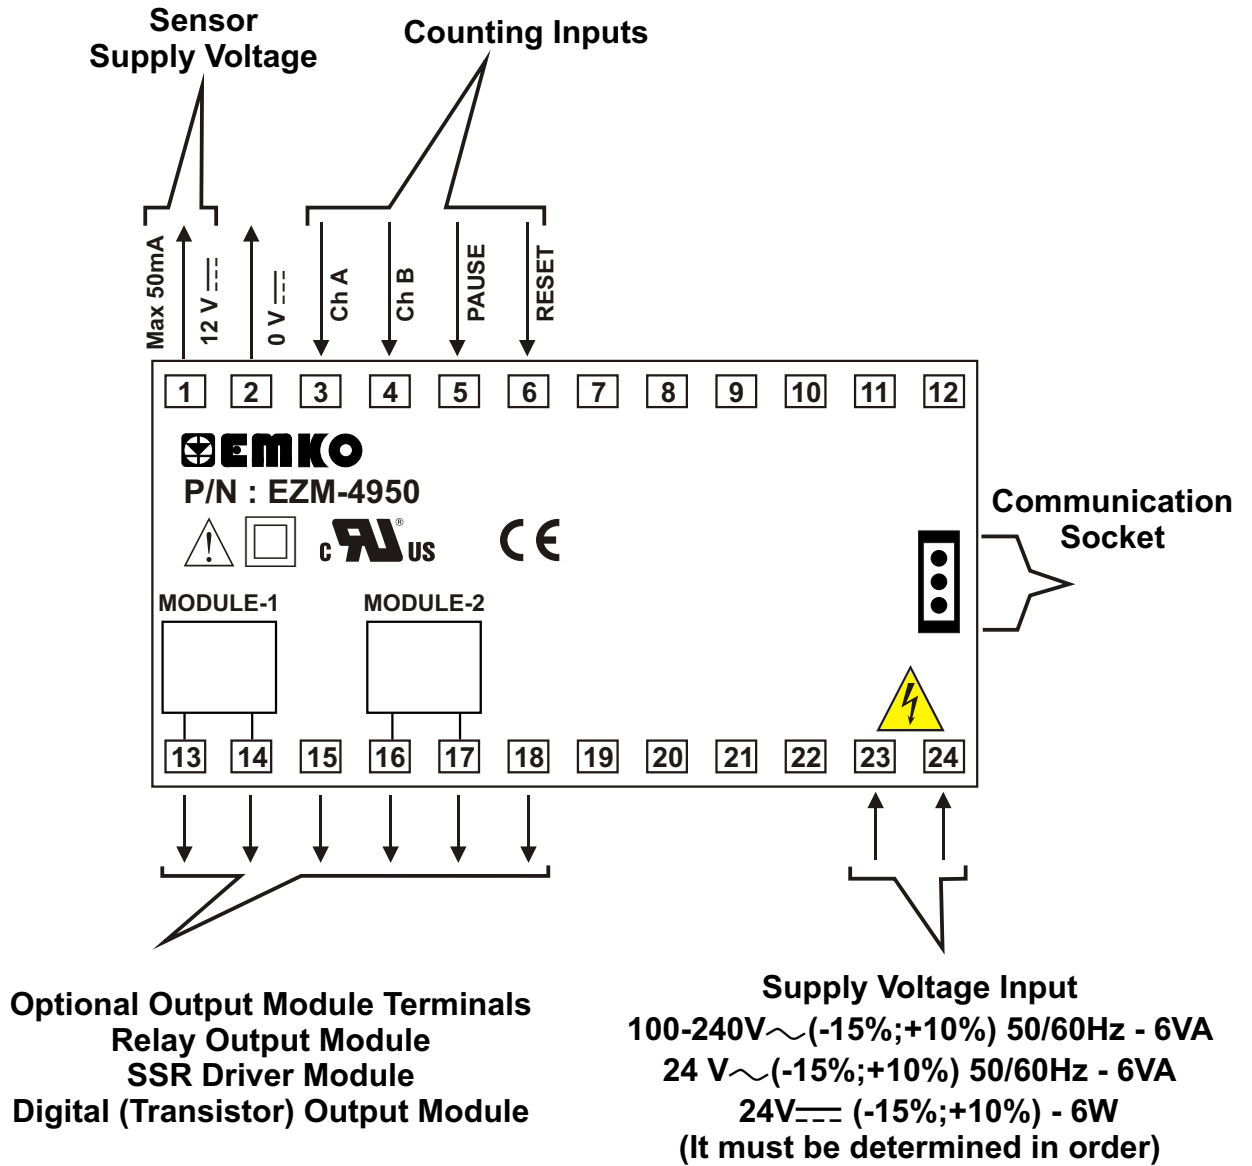 Sensor
Supply Voltage
Counting Inputs
Max 50mA
12 V
0 V
Ch A
Ch B
PAUSE
RESET
1 2 3 4 5 6 7 8 9 10 11 12
EMKO
P/N : EZM-4950
C RU ® US CE
Communication
Socket
MODULE-1 MODULE-2
13 14 15 16 17 18 19 20 21 22 23 24
Optional Output Module Terminals
Relay Output Module
SSR Driver Module
Digital (Transistor) Output Module
Supply Voltage Input
100-240V~(-15%;+10%) 50/60Hz - 6VA
24 V~(-15%;+10%) 50/60Hz - 6VA
24V⎓ (-15%;+10%) - 6W
(It must be determined in order)